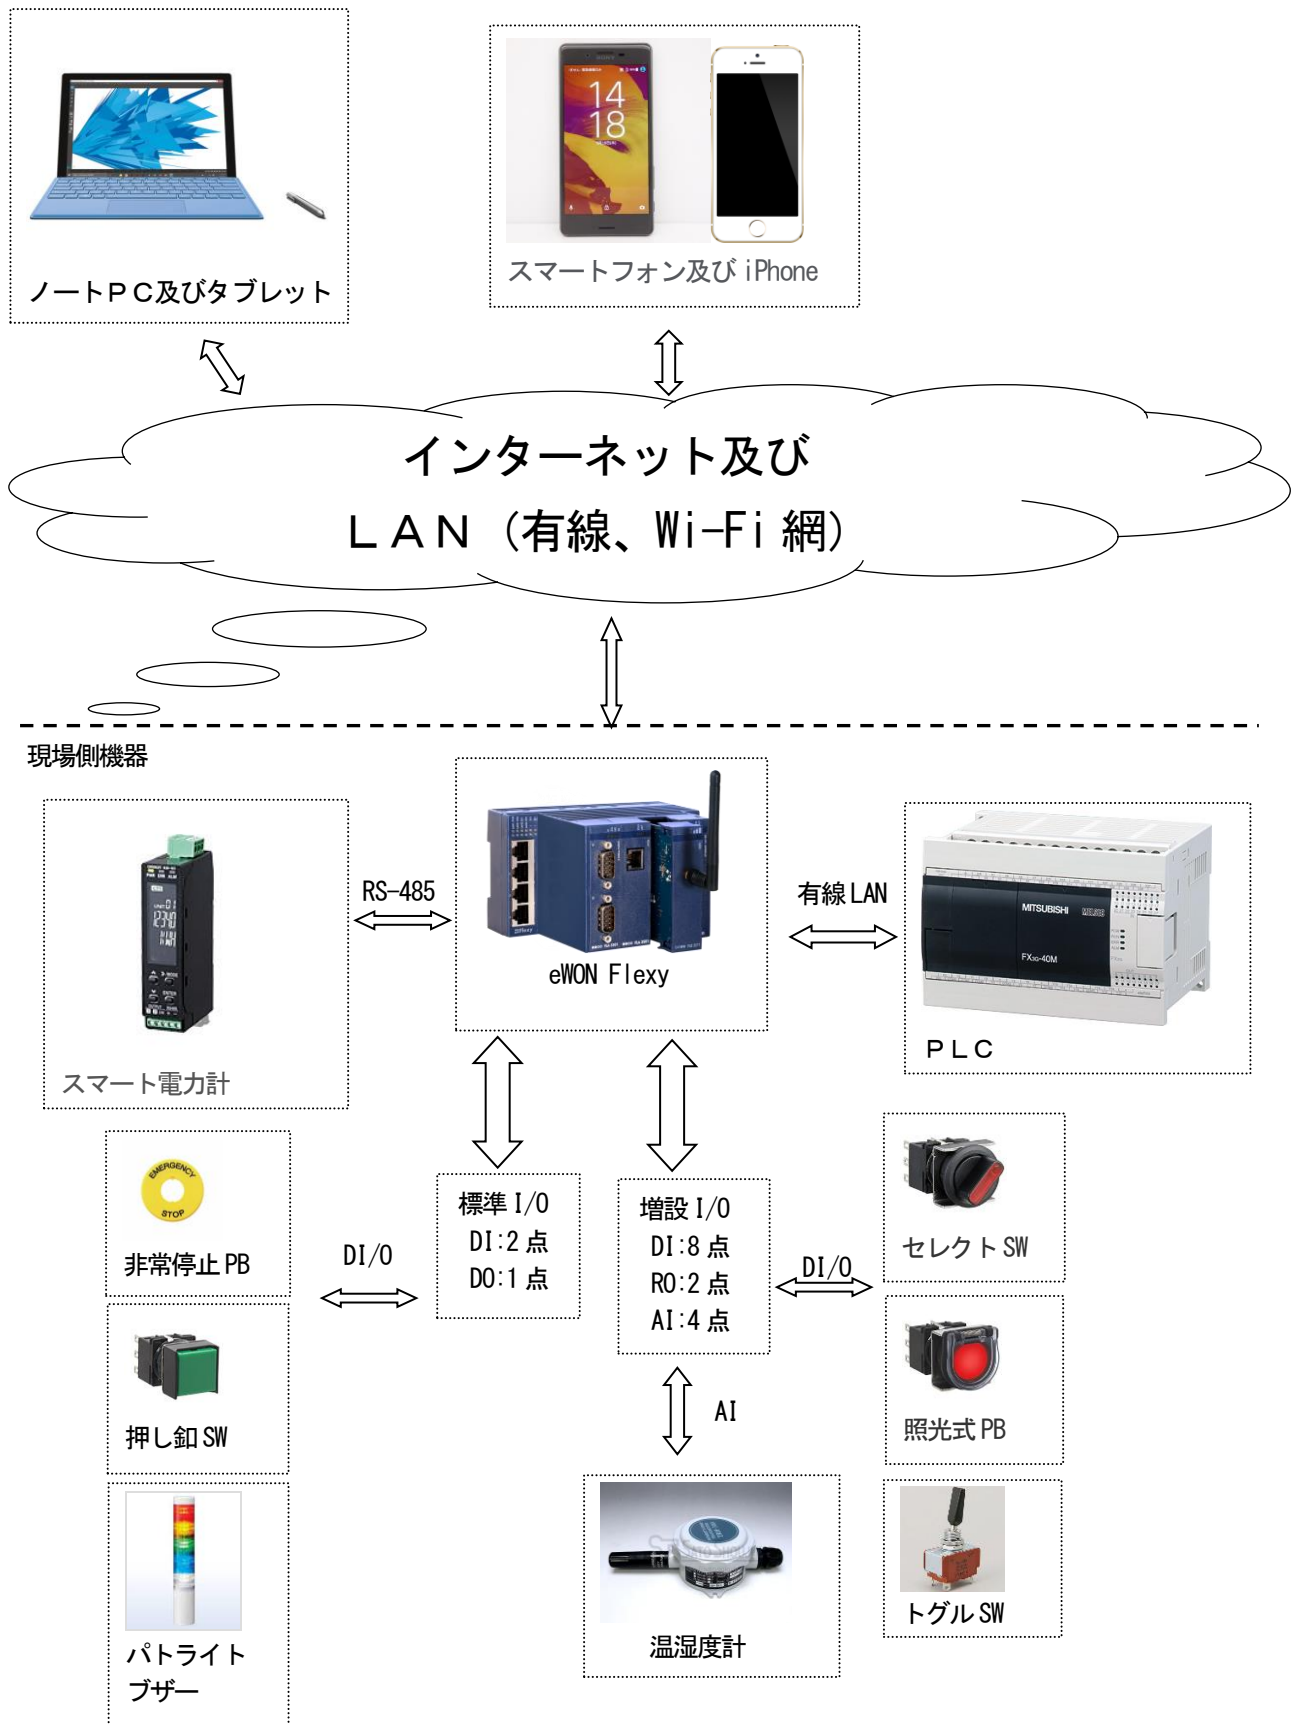 14
18
ノートＰＣ及びタブレット
スマートフォン及び iPhone
インターネット及び
ＬＡＮ（有線、Wi-Fi 網）
現場側機器
RS-485
eWON Flexy
有線 LAN
MITSUBISHI
FX3G-40M
ＰＬＣ
スマート電力計
EMERGENCY
STOP
非常停止 PB
DI/O
標準 I/O
DI:2 点
DO:1 点
増設 I/O
DI:8 点
RO:2 点
AI:4 点
DI/O
セレクト SW
押し釦 SW
AI
照光式 PB
パトライト
ブザー
温湿度計
トグル SW